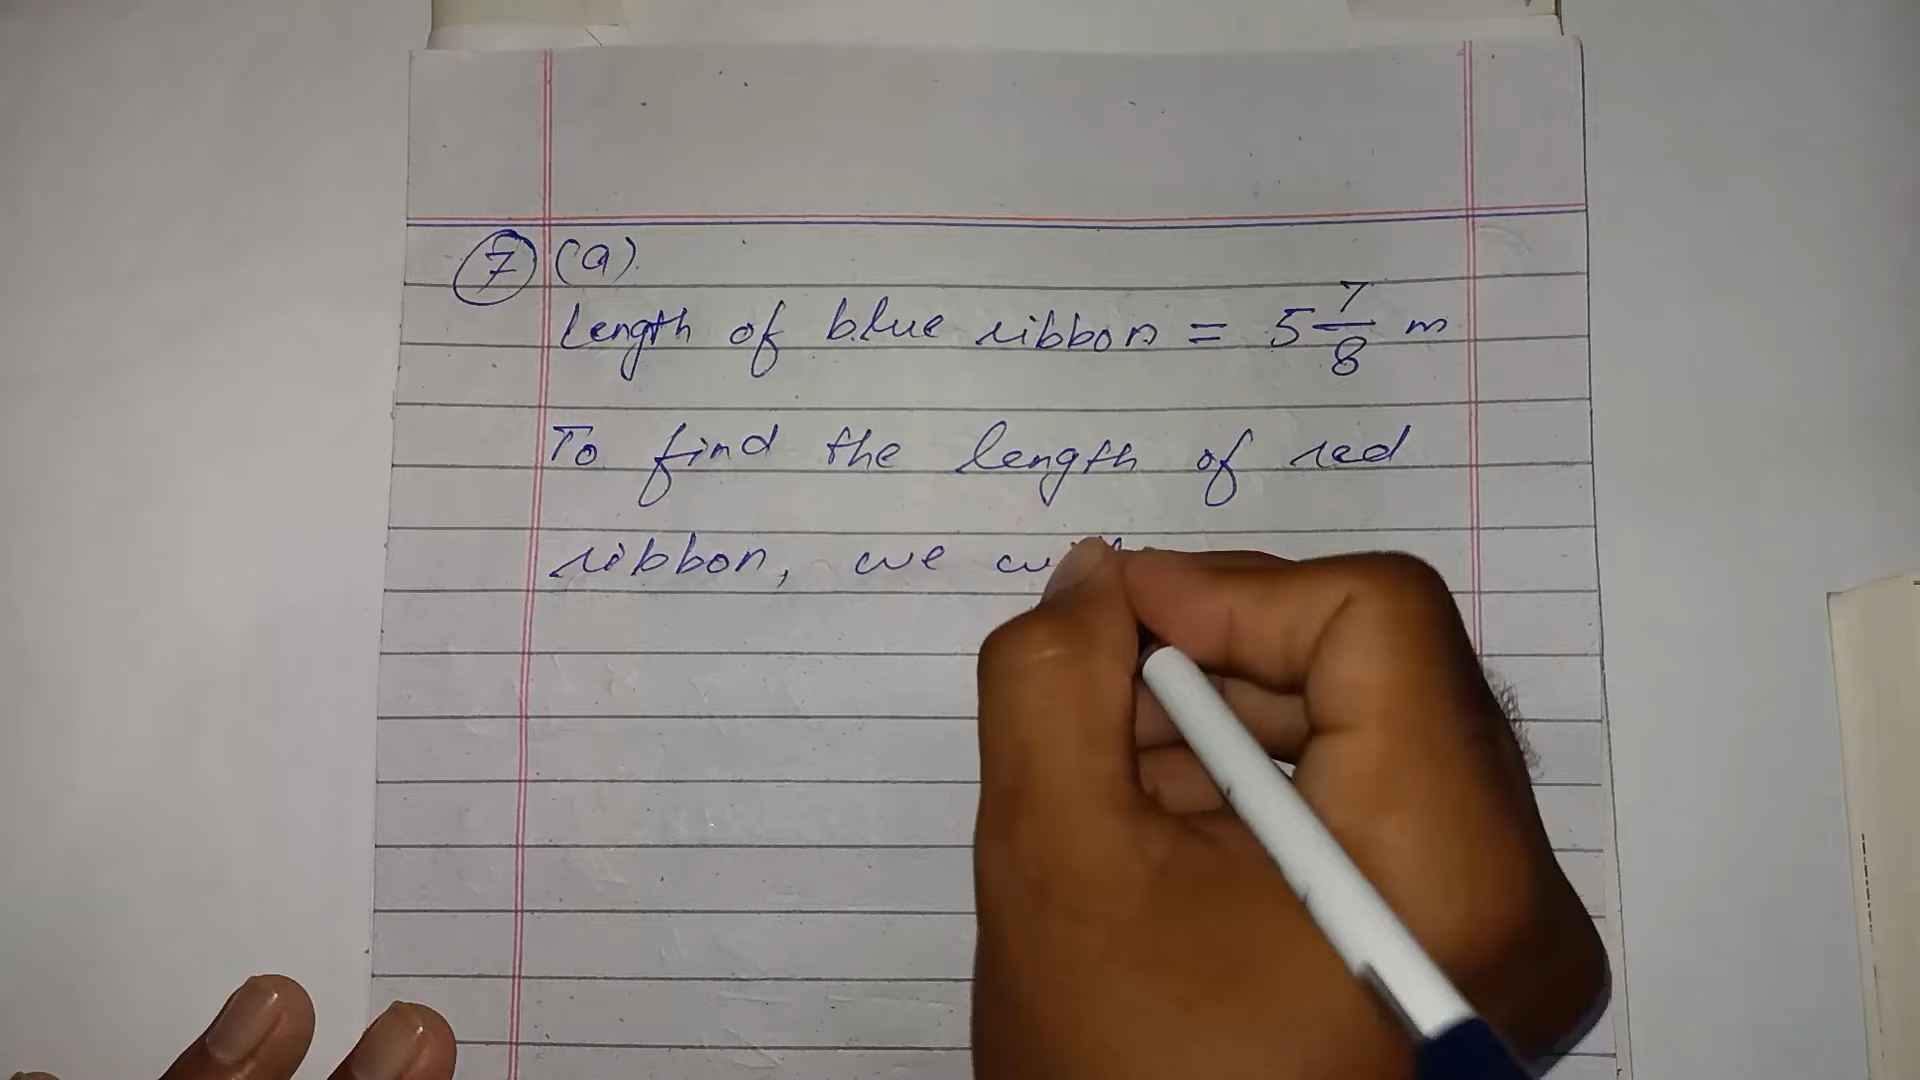 7 (a).
Length of blue ribbon = 5 7/8 m
To find the length of red
ribbon, we